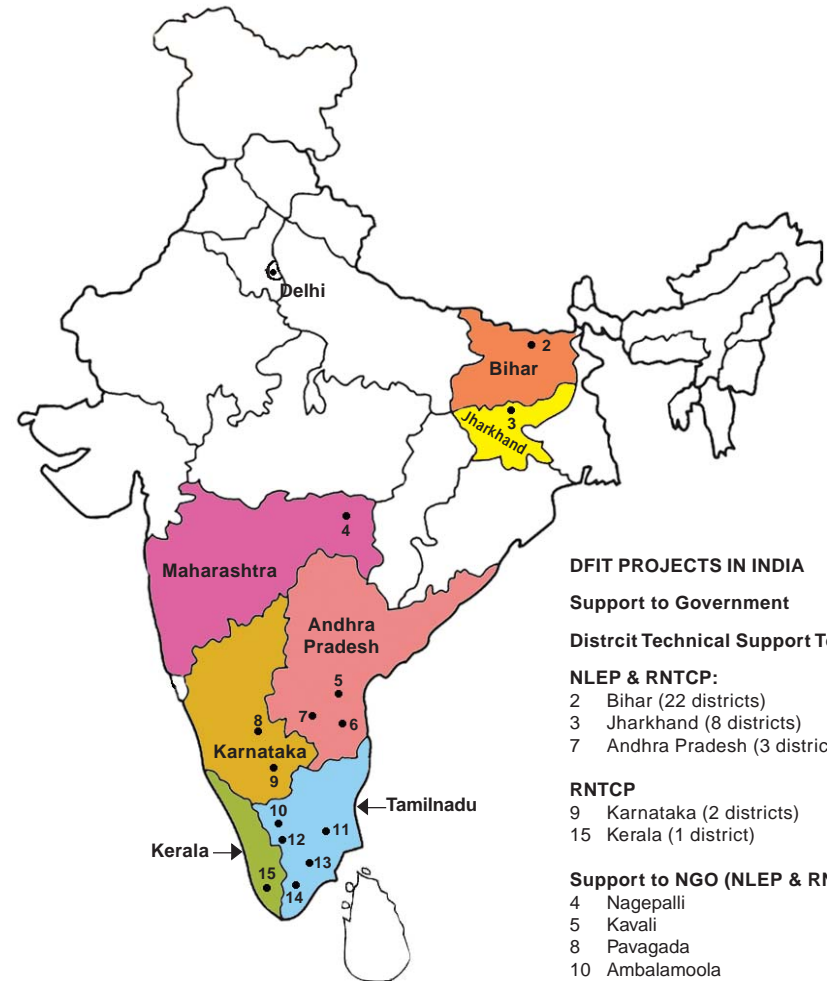 Delhi
2
Bihar
3
Jharkhand
4
Maharashtra
Andhra
Pradesh
5
7
6
8
Karnataka
9
10
Tamilnadu
11
12
Kerala
13
15
14
DFIT PROJECTS IN INDIA
Support to Government
Distrcit Technical Support Te
NLEP & RNTCP:
2 Bihar (22 districts)
3 Jharkhand (8 districts)
7 Andhra Pradesh (3 distric
RNTCP
9 Karnataka (2 districts)
15 Kerala (1 district)
Support to NGO (NLEP & RN
4 Nagepalli
5 Kavali
8 Pavagada
10 Ambalamoola